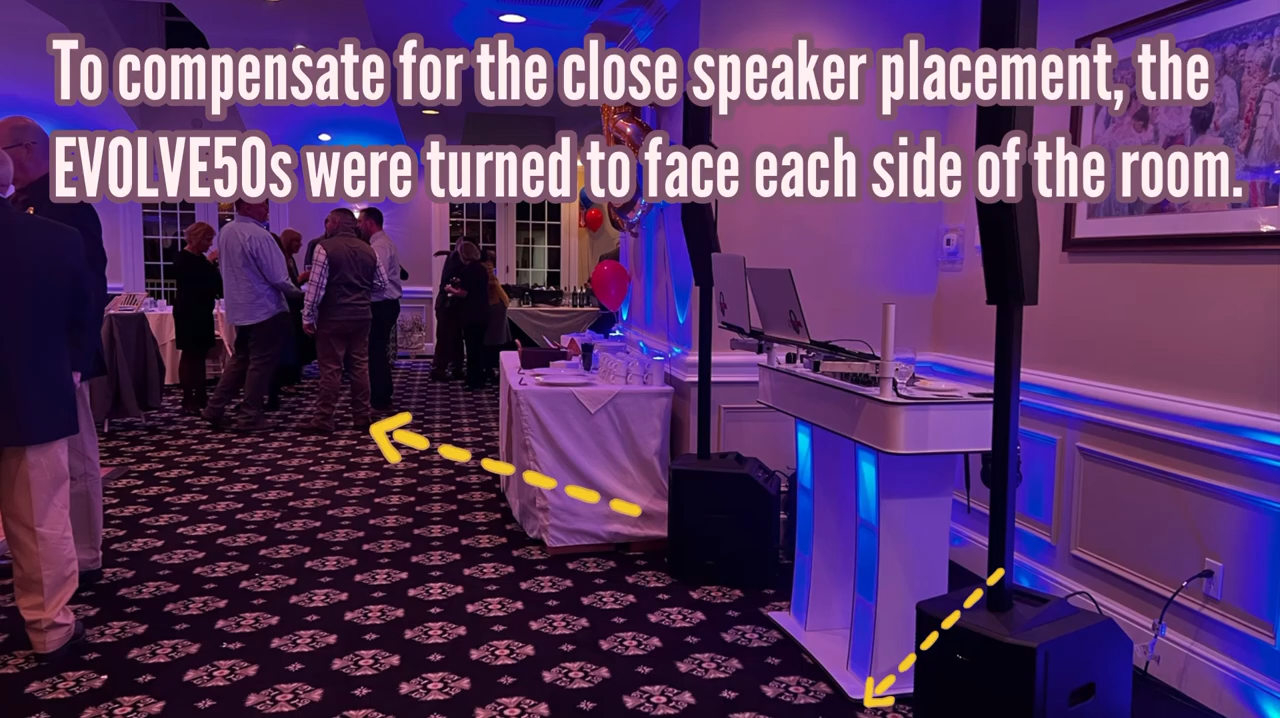 To compensate for the close speaker placement, the
EVOLVE50s were turned to face each side of the room.